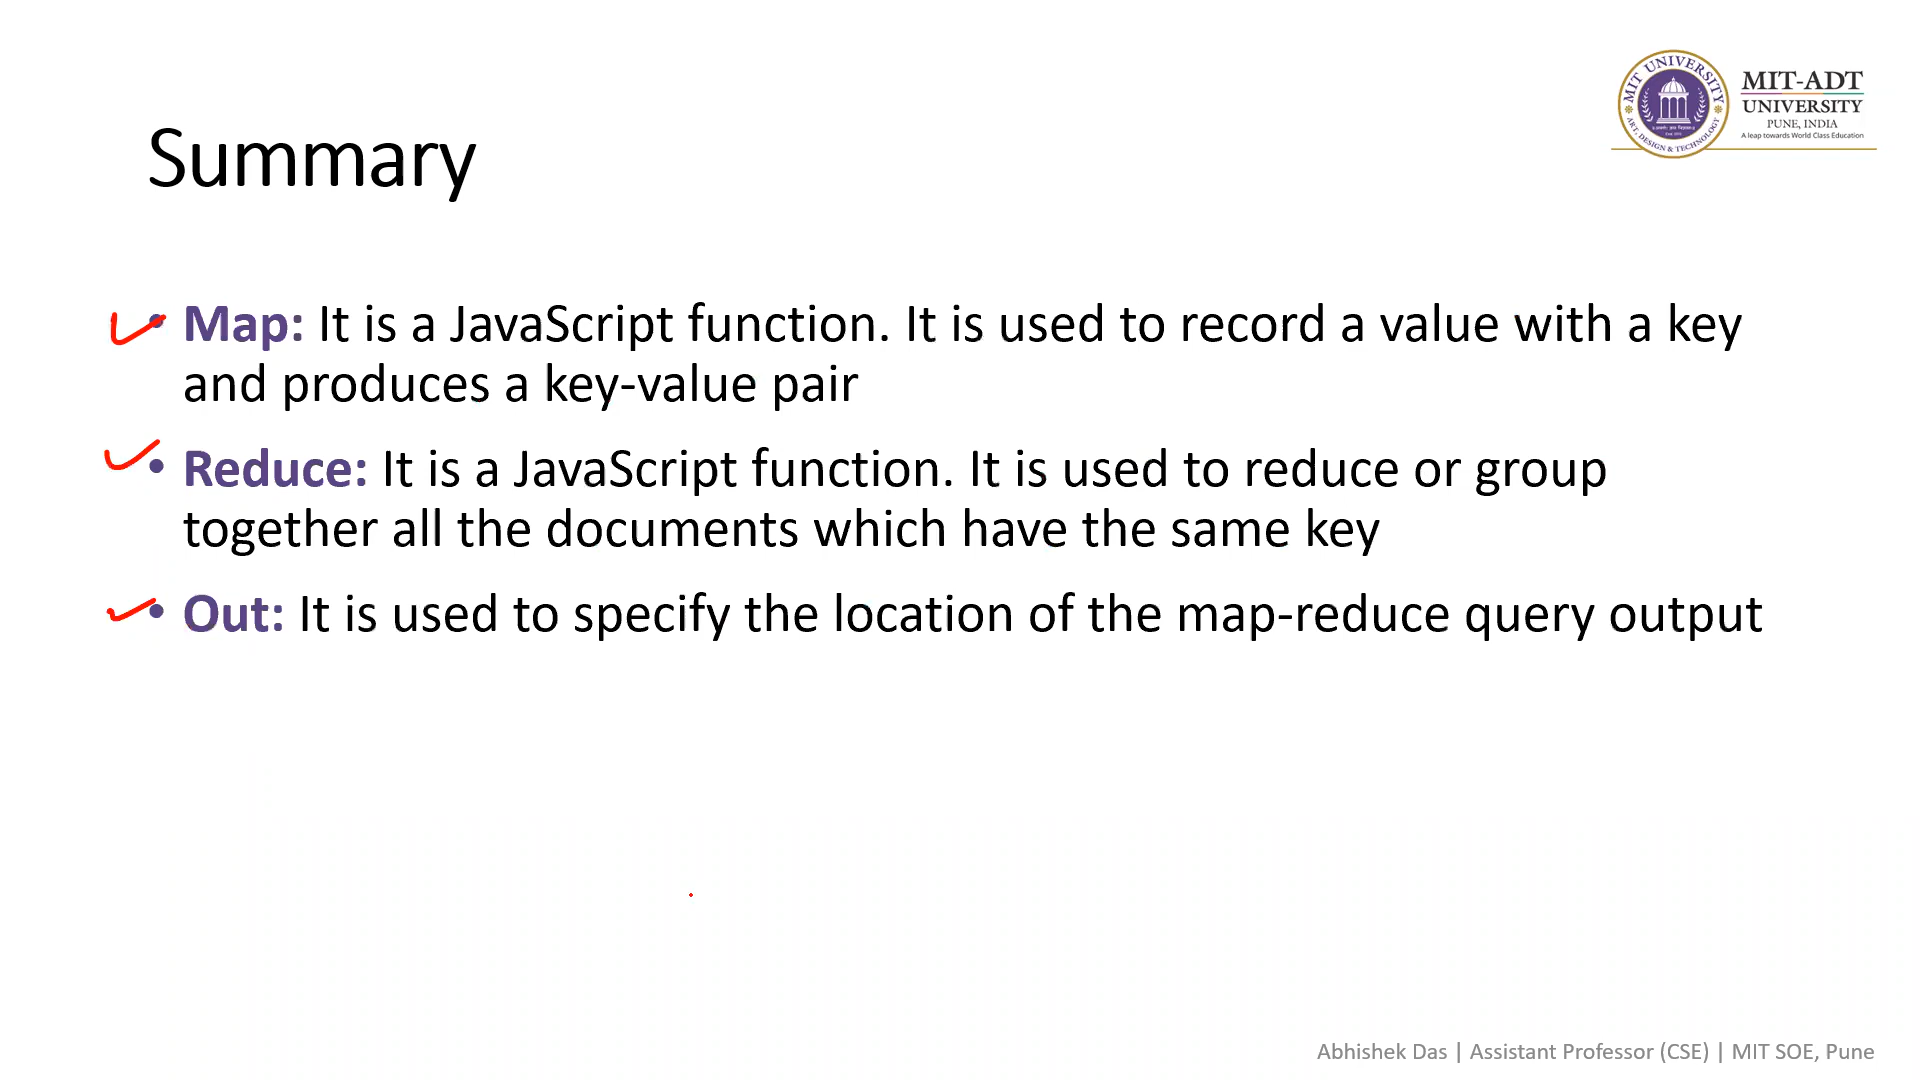 MIT UNIVERSITY
ART, DESIGN & TECHNOLOGY
MIT-ADT
UNIVERSITY
PUNE, INDIA
A leap towards World Class Education
Summary
• Map: It is a JavaScript function. It is used to record a value with a key
and produces a key-value pair
• Reduce: It is a JavaScript function. It is used to reduce or group
together all the documents which have the same key
• Out: It is used to specify the location of the map-reduce query output
Abhishek Das | Assistant Professor (CSE) | MIT SOE, Pune